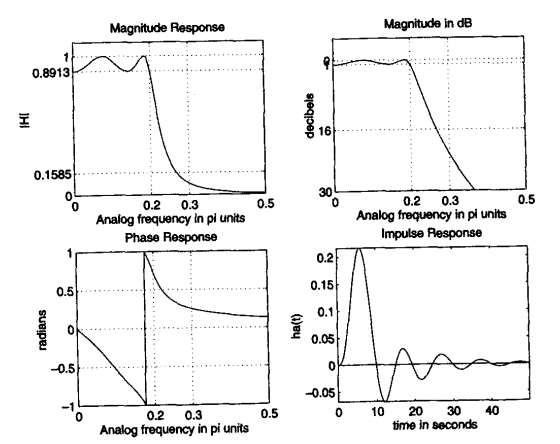 Magnitude Response
1
0.8913
|H|
0.1585
0
0 0.2 0.3 0.5
Analog frequency in pi units
Magnitude in dB
decibels
16
30
0 0.2 0.3 0.5
Analog frequency in pi units
Phase Response
1
0.5
radians
0
−0.5
−1
0 0.2 0.3 0.5
Analog frequency in pi units
Impulse Response
0.2
0.15
0.1
ha(t)
0.05
0
−0.05
0 10 20 30 40
time in seconds